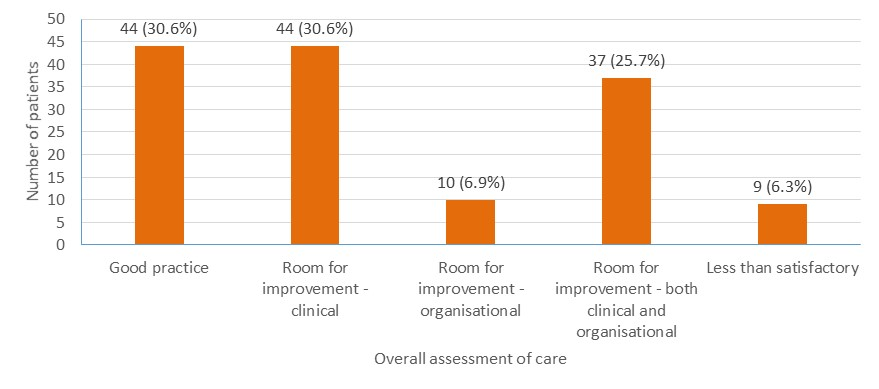 50
45
40
35
30
25
20
15
10
5
0
Number of patients
44 (30.6%)
44 (30.6%)
10 (6.9%)
37 (25.7%)
9 (6.3%)
Good practice
Room for
improvement -
clinical
Room for
improvement -
organisational
Room for
improvement - both
clinical and
organisational
Less than satisfactory
Overall assessment of care